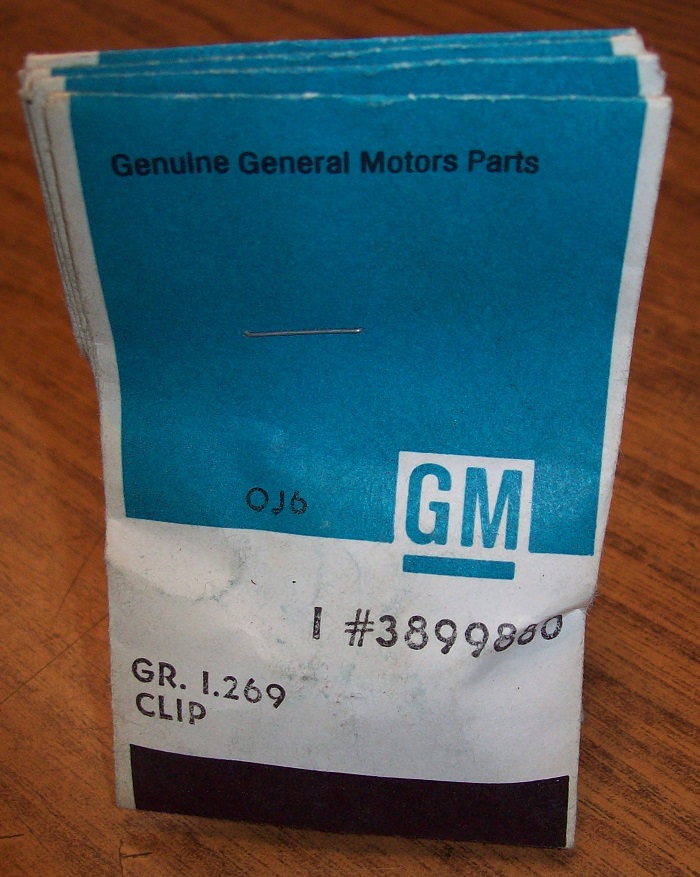 Genuine General Motors Parts
OJ6
GM
1 #3899880
GR. 1.269
CLIP